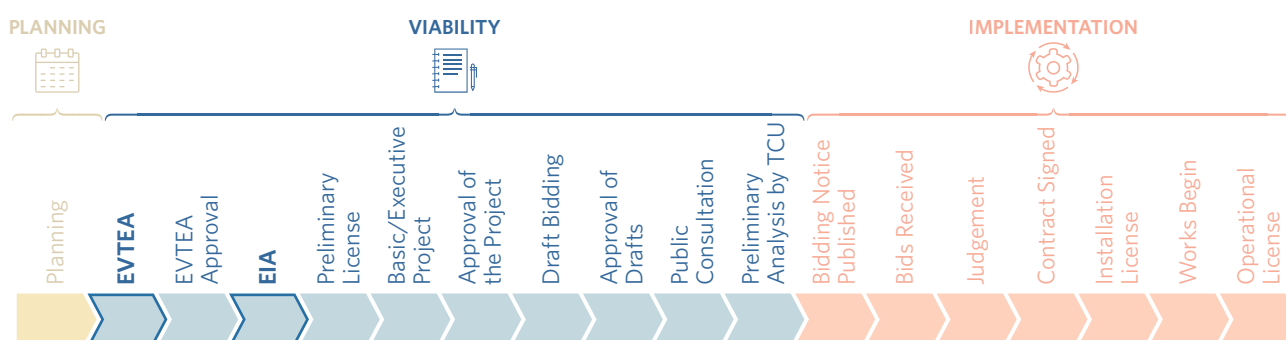 PLANNING
VIABILITY
IMPLEMENTATION
Planning
EVTEA
EVTEA
Approval
EIA
Preliminary
License
Basic/Executive
Project
Approval of
the Project
Draft Bidding
Approval of
Drafts
Public
Consultation
Preliminary
Analysis by TCU
Bidding Notice
Published
Bids Received
Judgement
Contract Signed
Installation
License
Works Begin
Operational
License